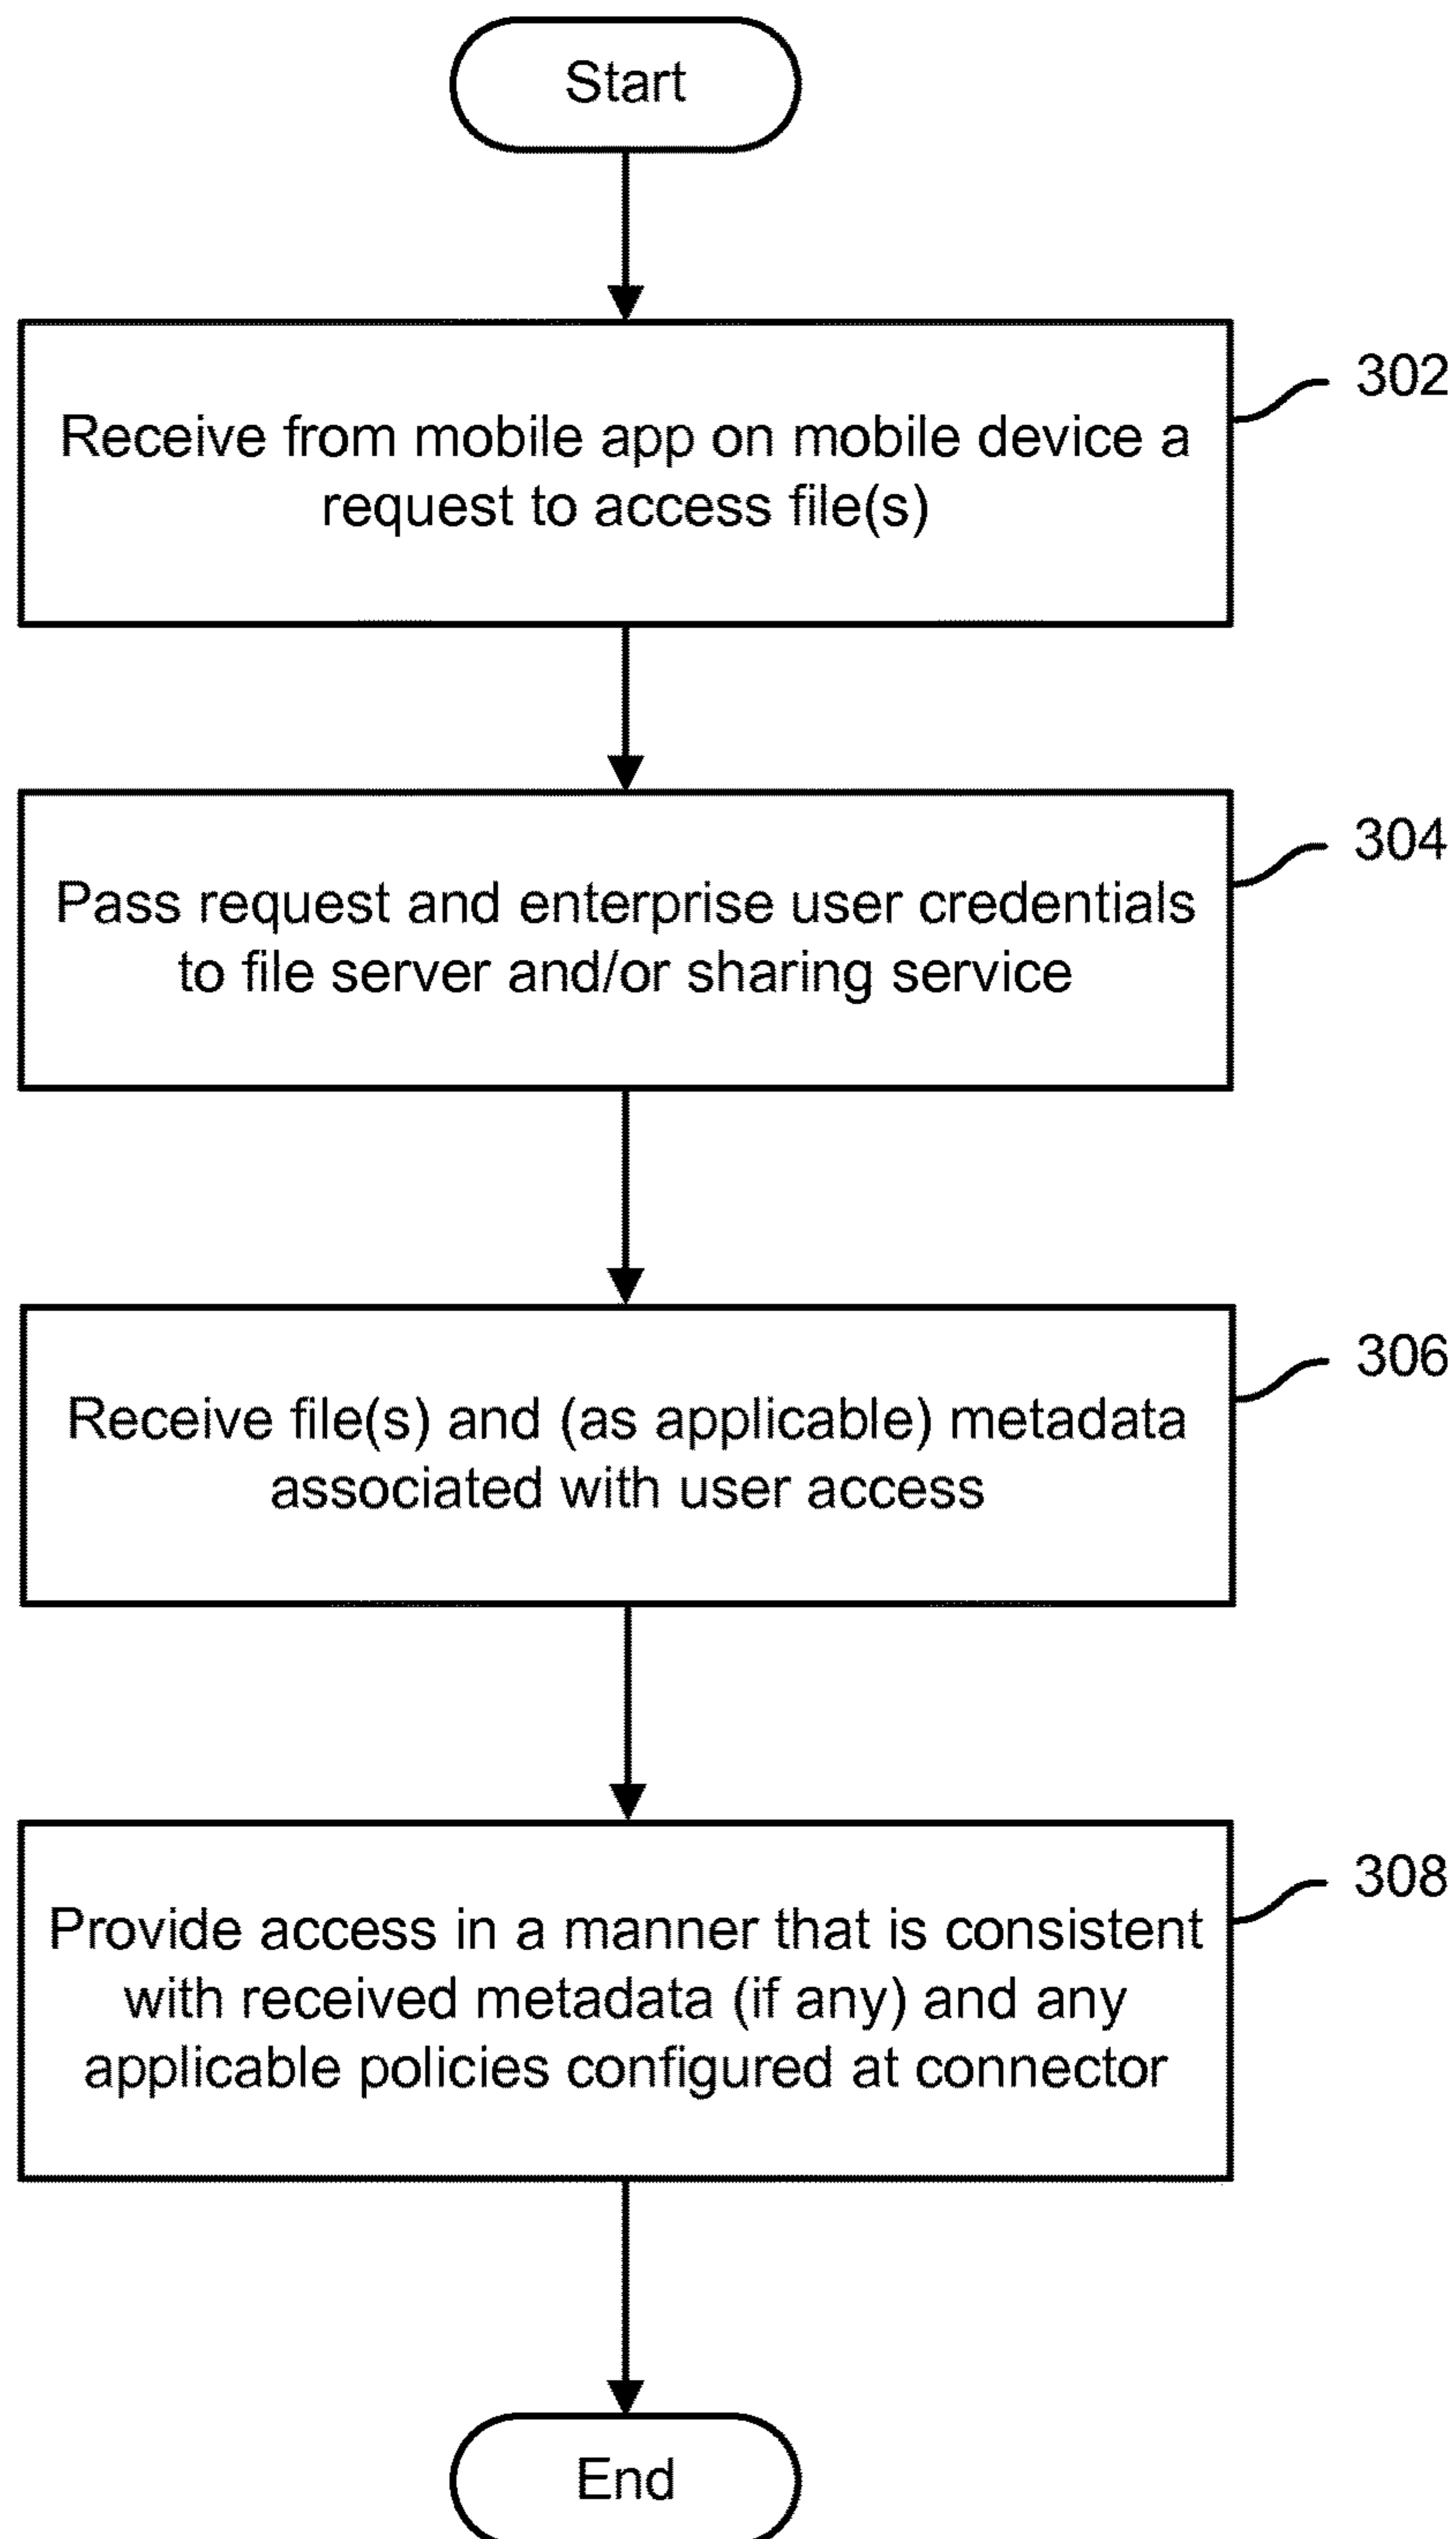 Start
302
Receive from mobile app on mobile device a
request to access file(s)
304
Pass request and enterprise user credentials
to file server and/or sharing service
306
Receive file(s) and (as applicable) metadata
associated with user access
308
Provide access in a manner that is consistent
with received metadata (if any) and any
applicable policies configured at connector
End